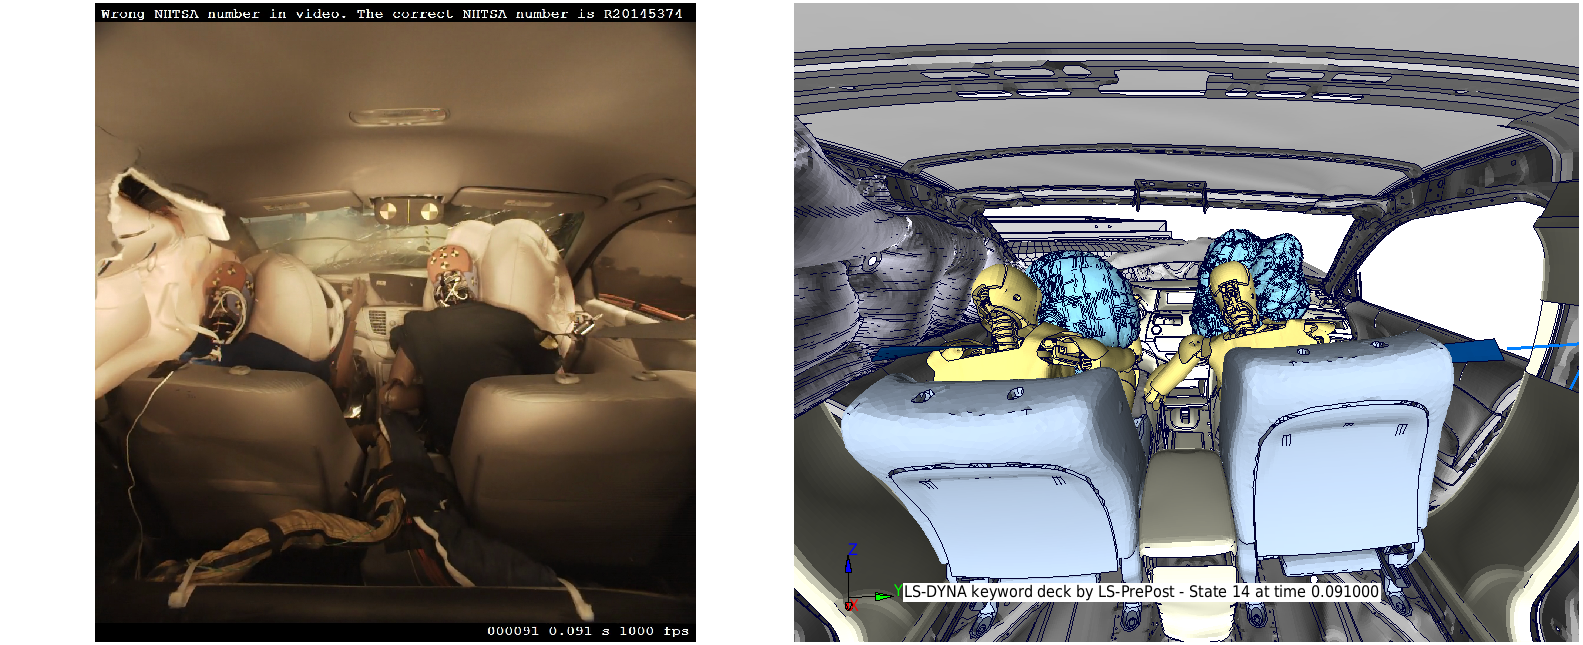 Wrong NHTSA number in video. The correct NHTSA number is R20145374
000091 0.091 s 1000 fps
Z
Y
X
LS-DYNA keyword deck by LS-PrePost - State 14 at time 0.091000